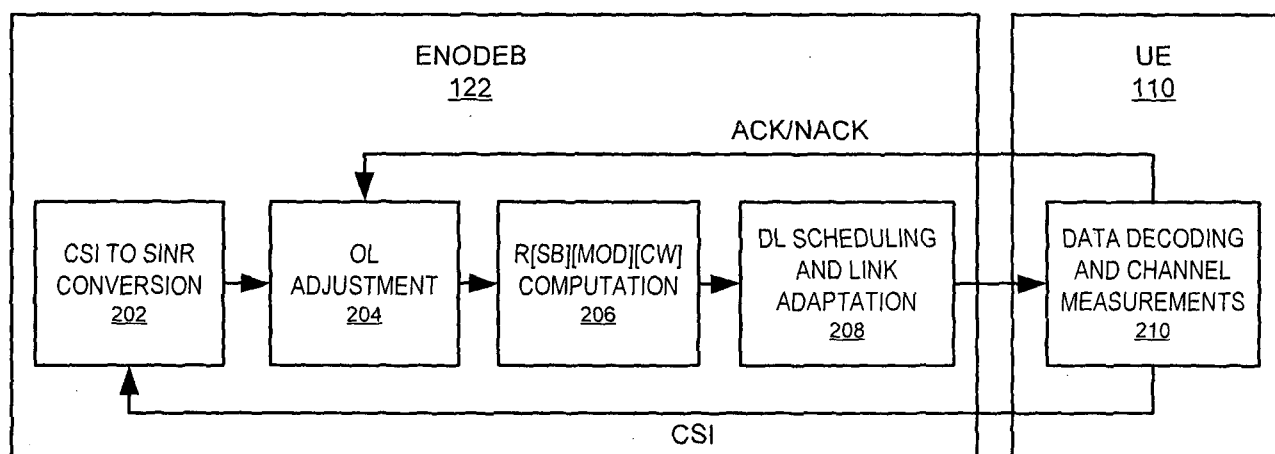 ENODEB
122
UE
110
ACK/NACK
CSI TO SINR
CONVERSION
202
OL
ADJUSTMENT
204
R[SB][MOD][CW]
COMPUTATION
206
DL SCHEDULING
AND LINK
ADAPTATION
208
DATA DECODING
AND CHANNEL
MEASUREMENTS
210
CSI